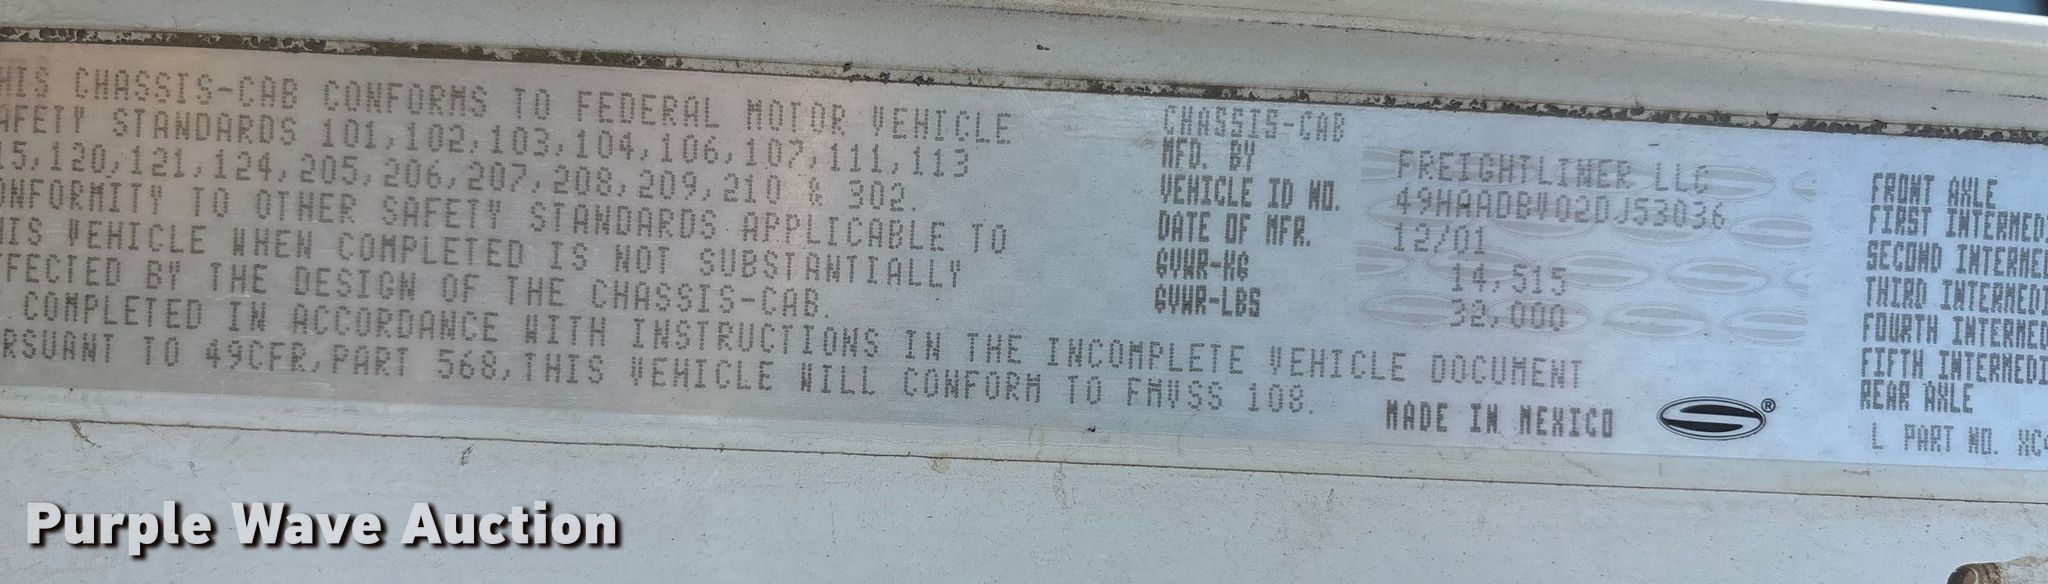 HIS CHASSIS-CAB CONFORMS TO FEDERAL MOTOR VEHICLE
AFETY STANDARDS 101,102,103,104,106,107,111,113
15,120,121,124,205,206,207,208,209,210 & 302.
ONFORMITY TO OTHER SAFETY STANDARDS APPLICABLE TO
HIS VEHICLE WHEN COMPLETED IS NOT SUBSTANTIALLY
FFECTED BY THE DESIGN OF THE CHASSIS-CAB.
COMPLETED IN ACCORDANCE WITH INSTRUCTIONS IN THE INCOMPLETE VEHICLE DOCUMENT
RSUANT TO 49CFR,PART 568,THIS VEHICLE WILL CONFORM TO FMVSS 108.
CHASSIS-CAB
MFD. BY FREIGHTLINER LLC
VEHICLE ID NO. 49HAADBV02DJ53036
DATE OF MFR. 12/01
GVWR-KG 14,515
GVWR-LBS 32,000
MADE IN MEXICO
®
FRONT AXLE
FIRST INTERMEDI
SECOND INTERMED
THIRD INTERMEDI
FOURTH INTERMED
FIFTH INTERMEDI
REAR AXLE
L PART NO. XC4
Purple Wave Auction